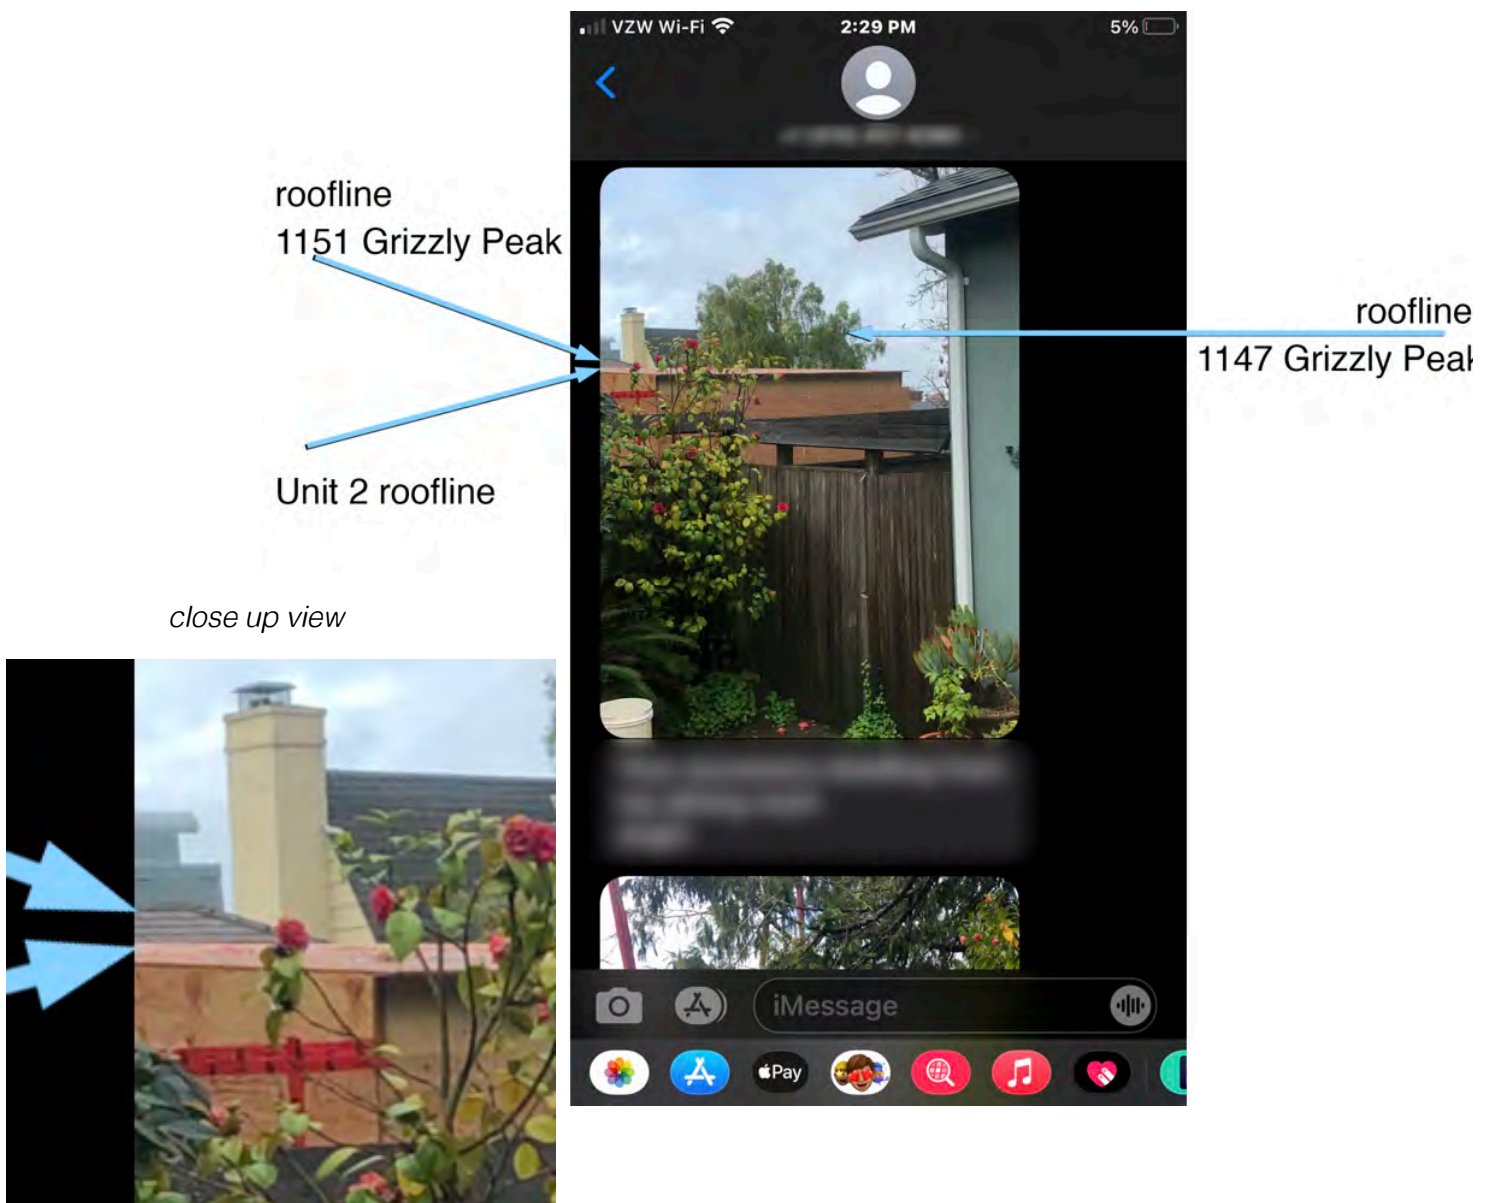 VZW Wi-Fi
2:29 PM
5%
roofline
1151 Grizzly Peak
roofline
1147 Grizzly Peak
Unit 2 roofline
close up view
iMessage
Pay